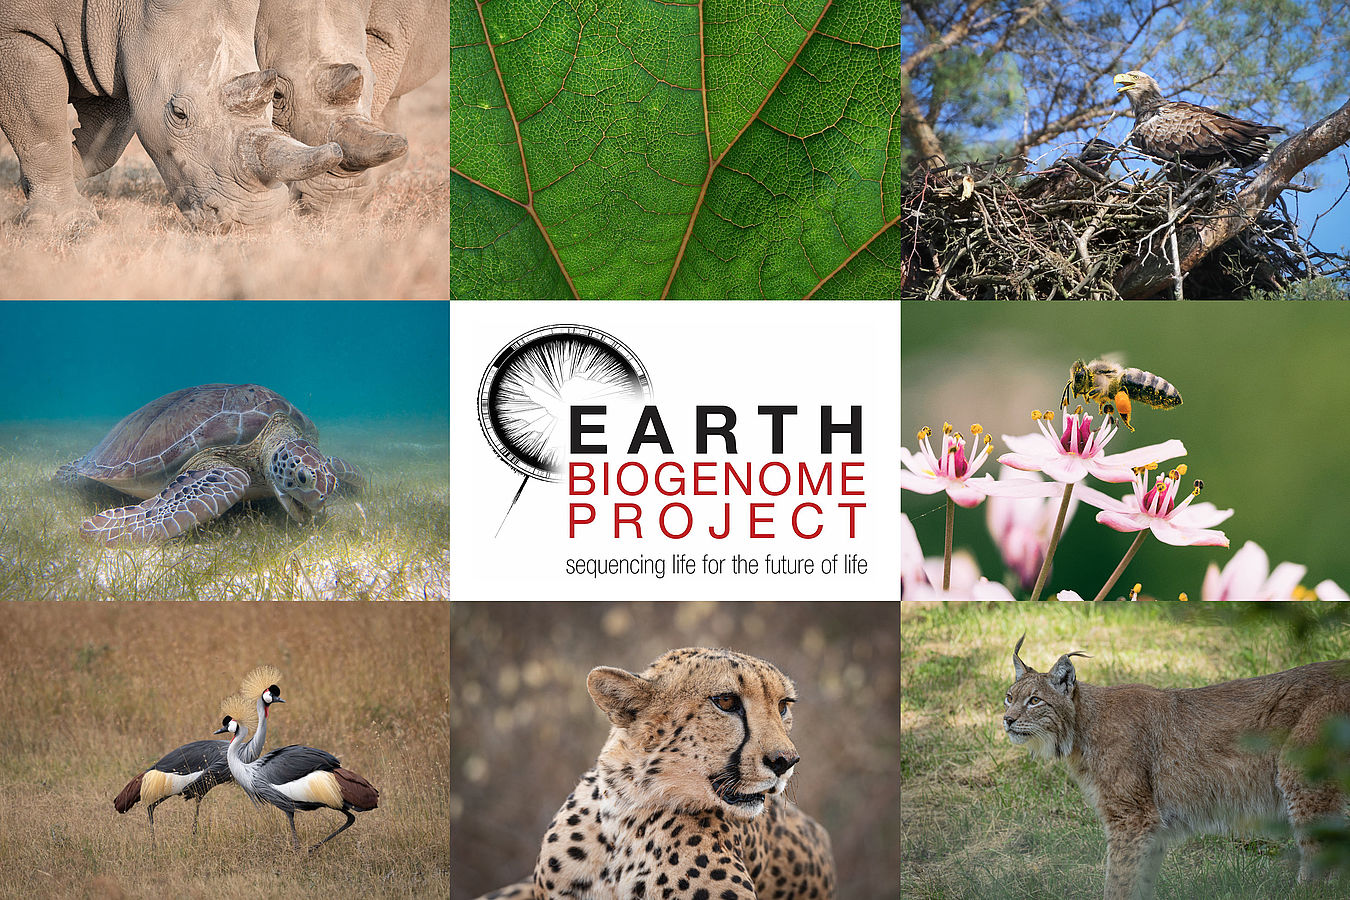 EARTH
BIOGENOME
PROJECT
sequencing life for the future of life